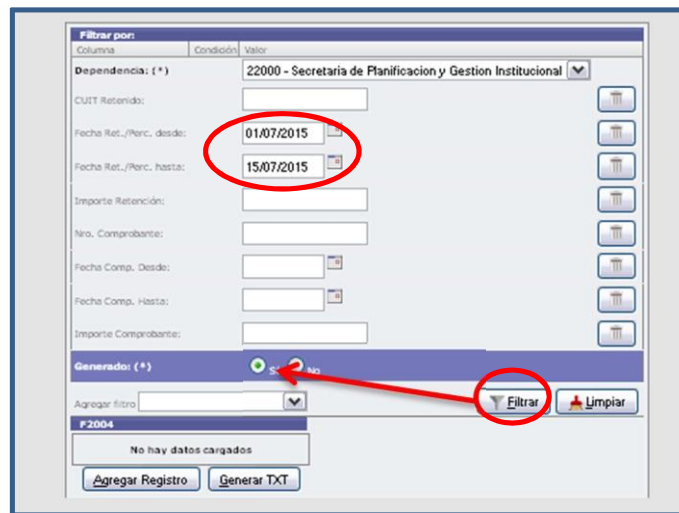 Filtrar por:
Columna Condición Valor
Dependencia: (*) 22000 - Secretaria de Planificacion y Gestion Institucional
CUIT Retenido:
Fecha Ret./Perc. desde: 01/07/2015
Fecha Ret./Perc. hasta: 15/07/2015
Importe Retención:
Nro. Comprobante:
Fecha Comp. Desde:
Fecha Comp. Hasta:
Importe Comprobante:
Generado: (*) No
Agregar filtro Filtrar Limpiar
F2004
No hay datos cargados
Agregar Registro Generar TXT